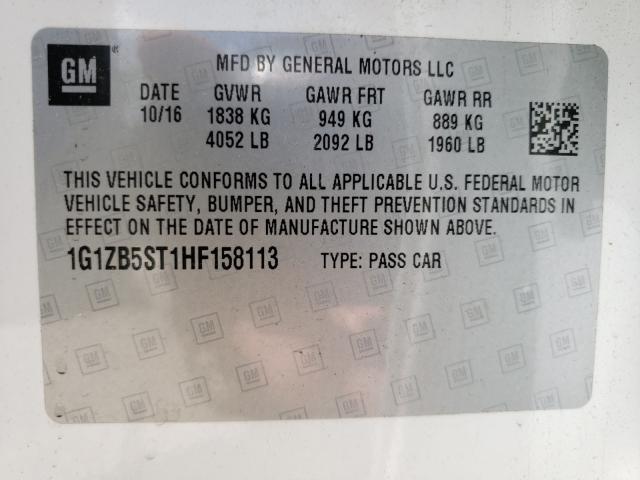 GM
®
MFD BY GENERAL MOTORS LLC
DATE GVWR GAWR FRT GAWR RR
10/16 1838 KG 949 KG 889 KG
4052 LB 2092 LB 1960 LB
THIS VEHICLE CONFORMS TO ALL APPLICABLE U.S. FEDERAL MOTOR
VEHICLE SAFETY, BUMPER, AND THEFT PREVENTION STANDARDS IN
EFFECT ON THE DATE OF MANUFACTURE SHOWN ABOVE.
1G1ZB5ST1HF158113 TYPE: PASS CAR